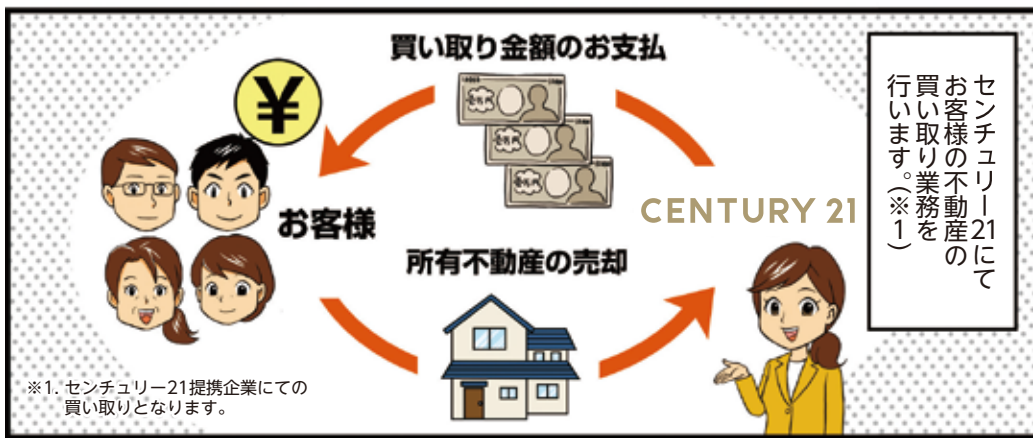 センチュリー21にて
お客様の不動産の
買い取り業務を
行います。(※1)
買い取り金額のお支払
¥
お客様
CENTURY 21
所有不動産の売却
※1. センチュリー21提携企業にての
買い取りとなります。